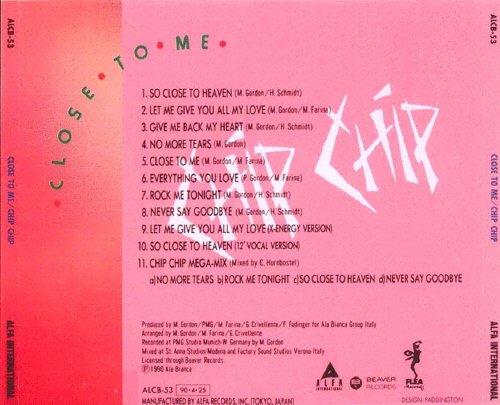 ALCB-53
CLOSE TO ME / CHIP CHIP
ALFA INTERNATIONAL
• CLOSE • TO • ME •
CHIP CHIP
1. SO CLOSE TO HEAVEN (M. Gordon/H. Schmidt)
2. LET ME GIVE YOU ALL MY LOVE (M. Gordon/M. Farina)
3. GIVE ME BACK MY HEART (M. Gordon/H. Schmidt)
4. NO MORE TEARS (M. Gordon)
5. CLOSE TO ME (M. Gordon/M. Farina)
6. EVERYTHING YOU LOVE (P. Gordon/M. Farina)
7. ROCK ME TONIGHT (M. Gordon/H. Schmidt)
8. NEVER SAY GOODBYE (M. Gordon/H. Schmidt)
9. LET ME GIVE YOU ALL MY LOVE (X-ENERGY VERSION)
10. SO CLOSE TO HEAVEN (12" VOCAL VERSION)
11. CHIP CHIP MEGA-MIX (Mixed by C. Hornbostel)
a)NO MORE TEARS b)ROCK ME TONIGHT c)SO CLOSE TO HEAVEN d)NEVER SAY GOODBYE
Produced by M. Gordon/PMG/M. Farina/G. Crivellente/F. Fadinger for Ala Bianca Group Italy
Arranged by M. Gordon/M. Farina/G. Crivellente
Recorded at PMG Studio Munich-W. Germany by M. Gordon
Mixed at St. Anna Studios-Modena and Factory Sound Studios Verona-Italy
Licensed through Beaver Records
Ⓟ1990 Ala Bianca
ALCB-53 90・4・25
MANUFACTURED BY ALFA RECORDS, INC. (TOKYO, JAPAN)
ALFA
INTERNATIONAL
BEAVER
RECORDS
FLEA
DESIGN: PADDINGTON
ALCB-53
CLOSE TO ME / CHIP CHIP
ALFA INTERNATIONAL